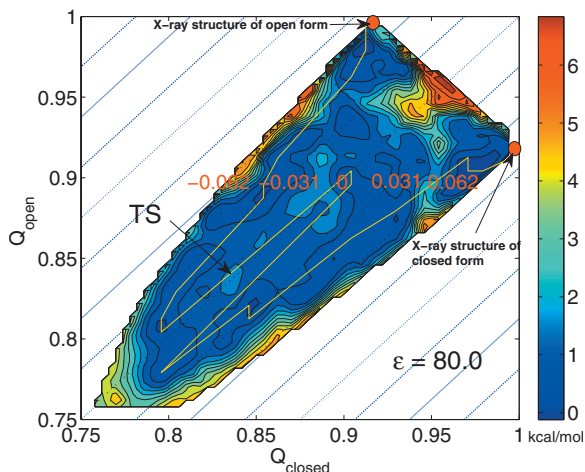 X-ray structure of open form
1
0.95
0.9
0.85
0.8
0.75
Q_open
−0.062 −0.031 0 0.031 0.062
TS
X-ray structure of
closed form
ε = 80.0
0.75 0.8 0.85 0.9 0.95 1
Q_closed
6
5
4
3
2
1
0
kcal/mol